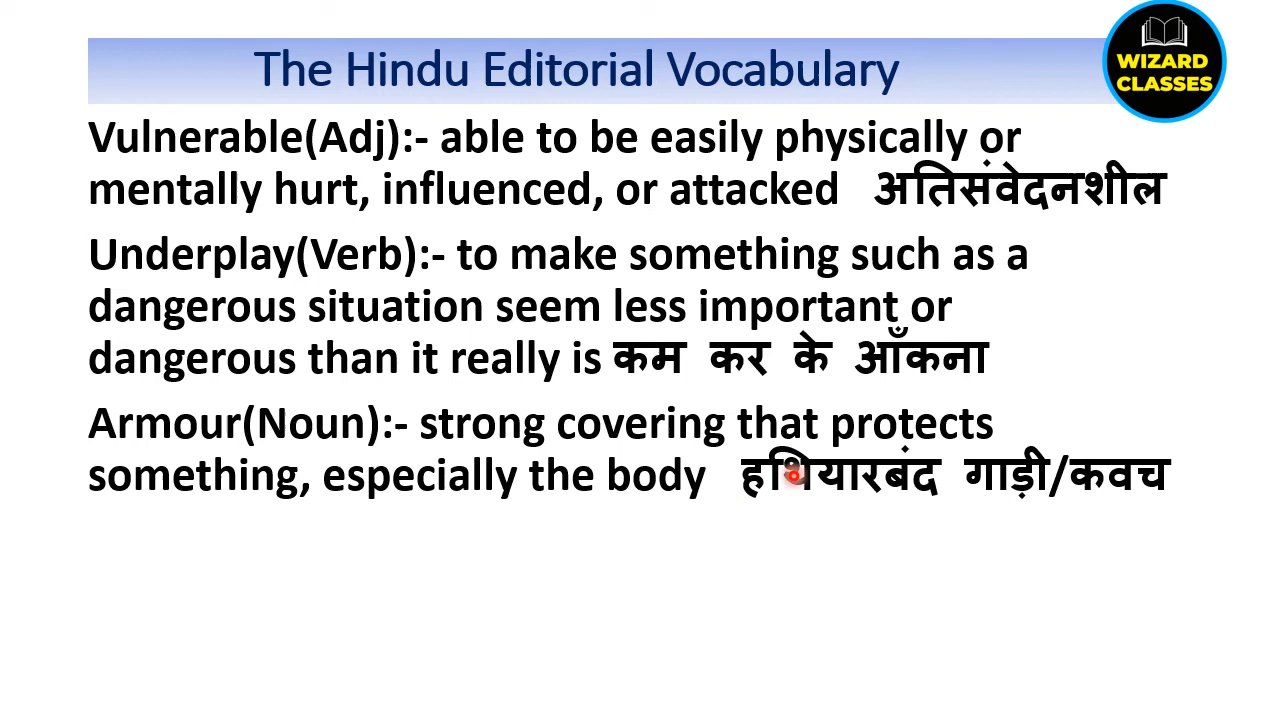 The Hindu Editorial Vocabulary
WIZARD
CLASSES
Vulnerable(Adj):- able to be easily physically or
mentally hurt, influenced, or attacked अतिसंवेदनशील
Underplay(Verb):- to make something such as a
dangerous situation seem less important or
dangerous than it really is कम कर के आँकना
Armour(Noun):- strong covering that protects
something, especially the body हथियारबंद गाड़ी/कवच